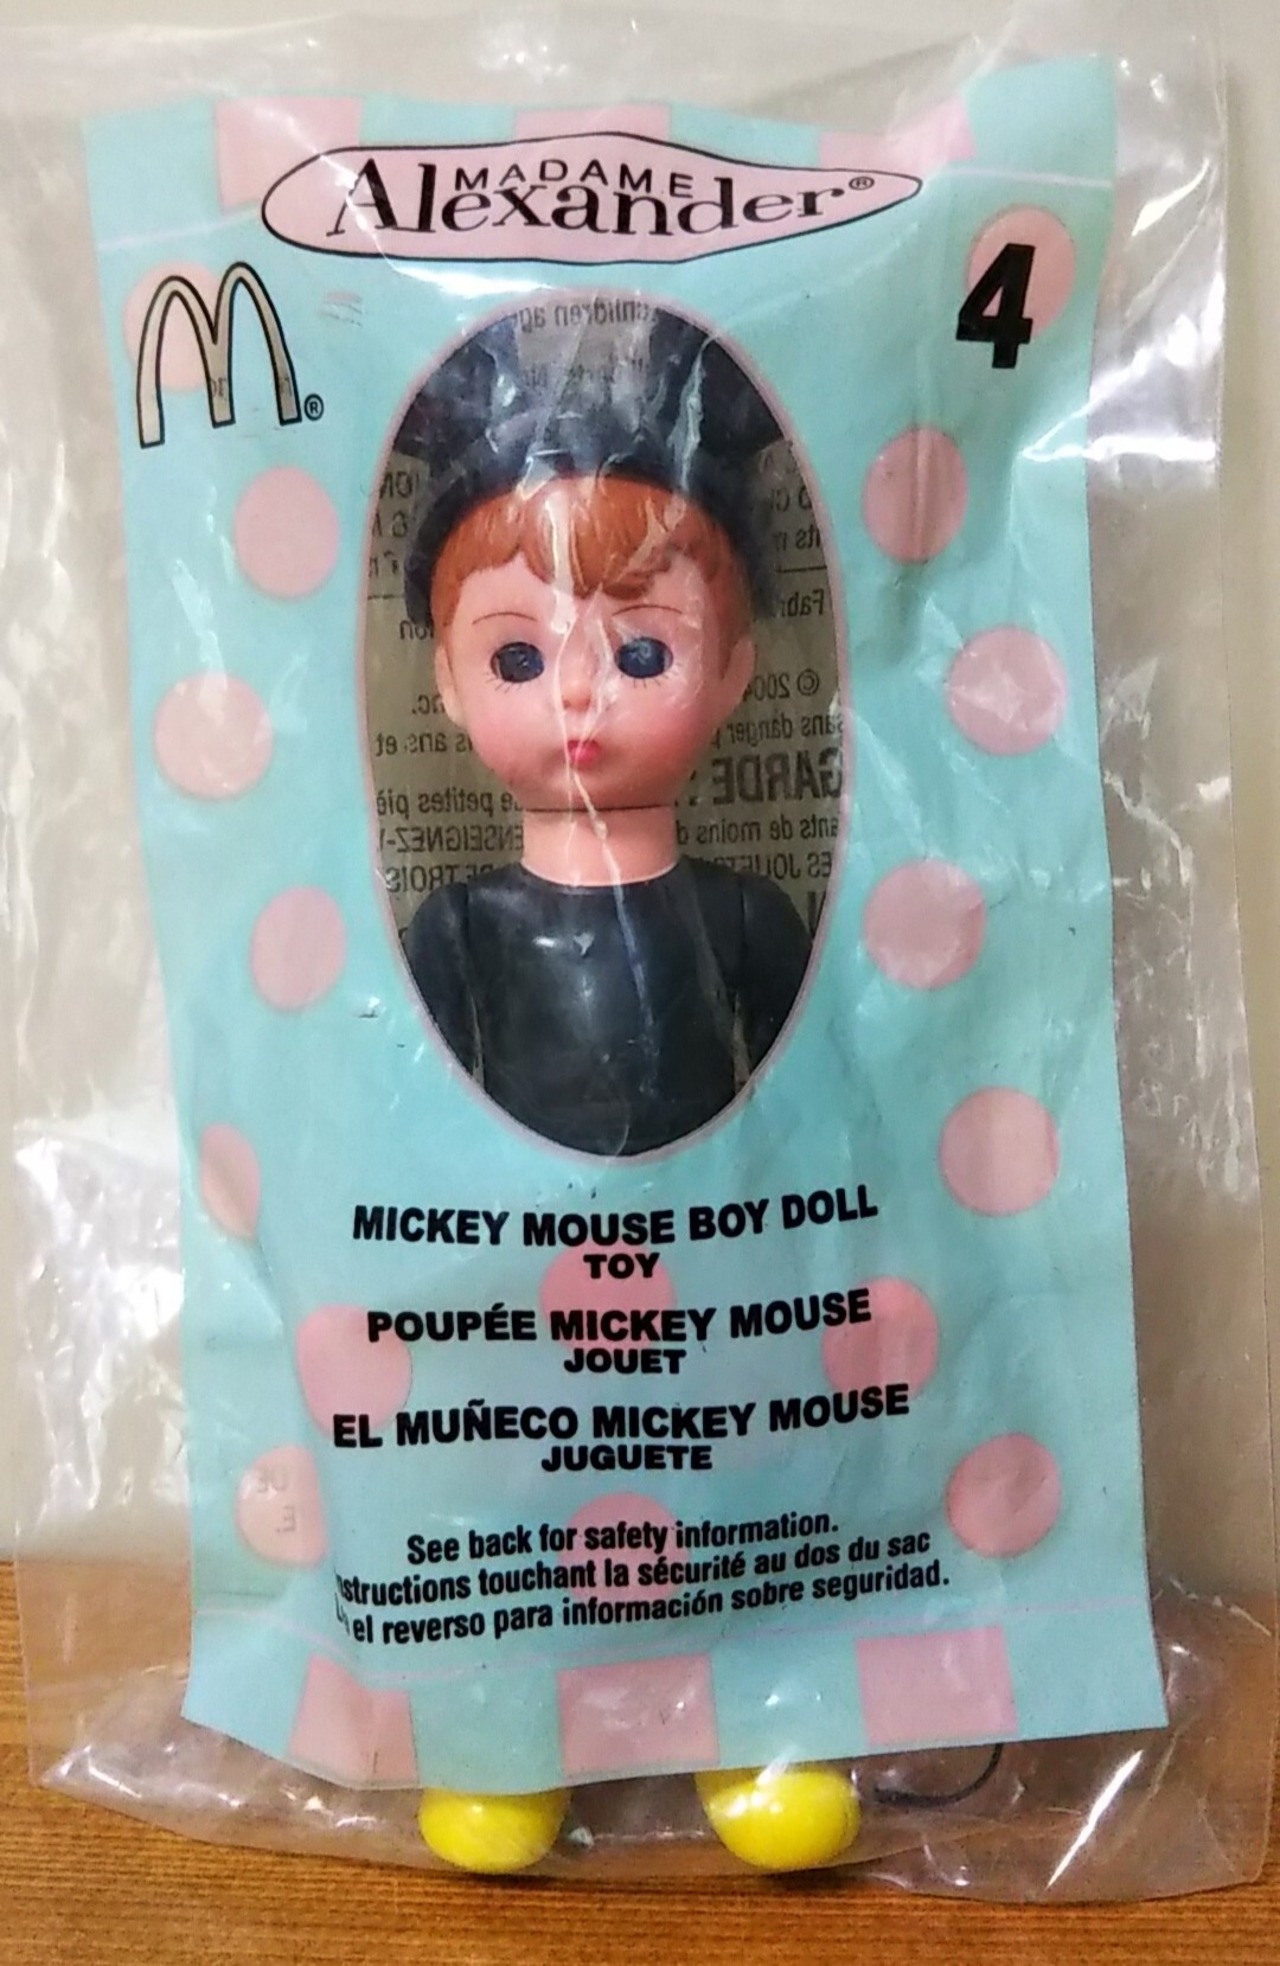 MADAME
Alexander®
M®
4
MICKEY MOUSE BOY DOLL
TOY
POUPÉE MICKEY MOUSE
JOUET
EL MUÑECO MICKEY MOUSE
JUGUETE
See back for safety information.
nstructions touchant la sécurité au dos du sac
el reverso para información sobre seguridad.